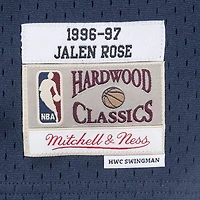 1996-97
JALEN ROSE
NBA
HARDWOOD
CLASSICS
Mitchell & Ness
HWC SWINGMAN